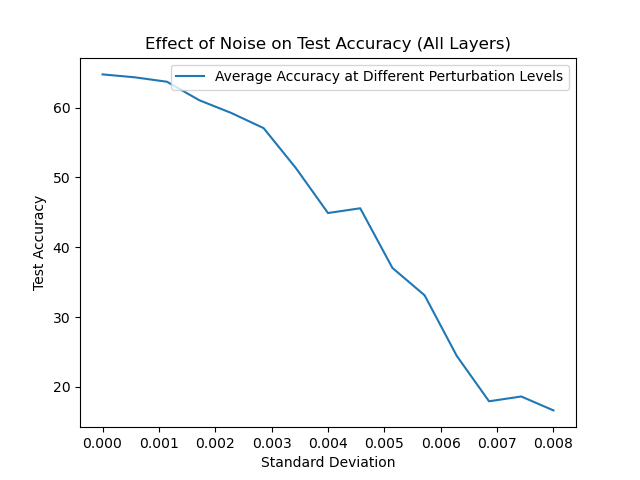 Effect of Noise on Test Accuracy (All Layers)
Average Accuracy at Different Perturbation Levels
60
50
40
30
20
Test Accuracy
0.000 0.001 0.002 0.003 0.004 0.005 0.006 0.007 0.008
Standard Deviation